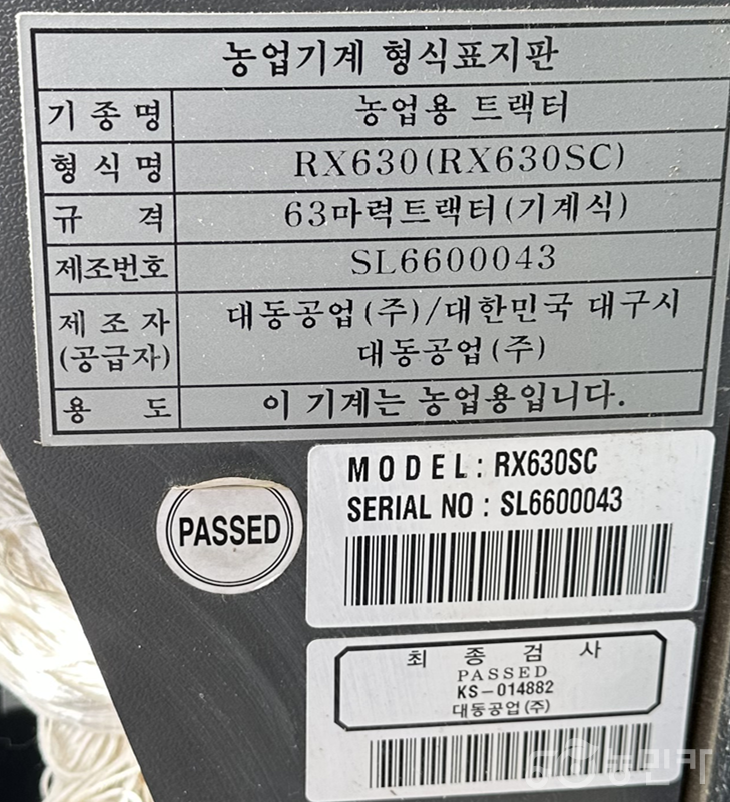 농업기계 형식표지판
기종명 농업용 트랙터
형식명 RX630(RX630SC)
규격 63마력트랙터(기계식)
제조번호 SL6600043
제조자 대동공업(주)/대한민국 대구시
(공급자) 대동공업(주)
용도 이 기계는 농업용입니다.
MODEL : RX630SC
SERIAL NO : SL6600043
PASSED
최종검사
PASSED
KS-014882
대동공업(주)
농민카